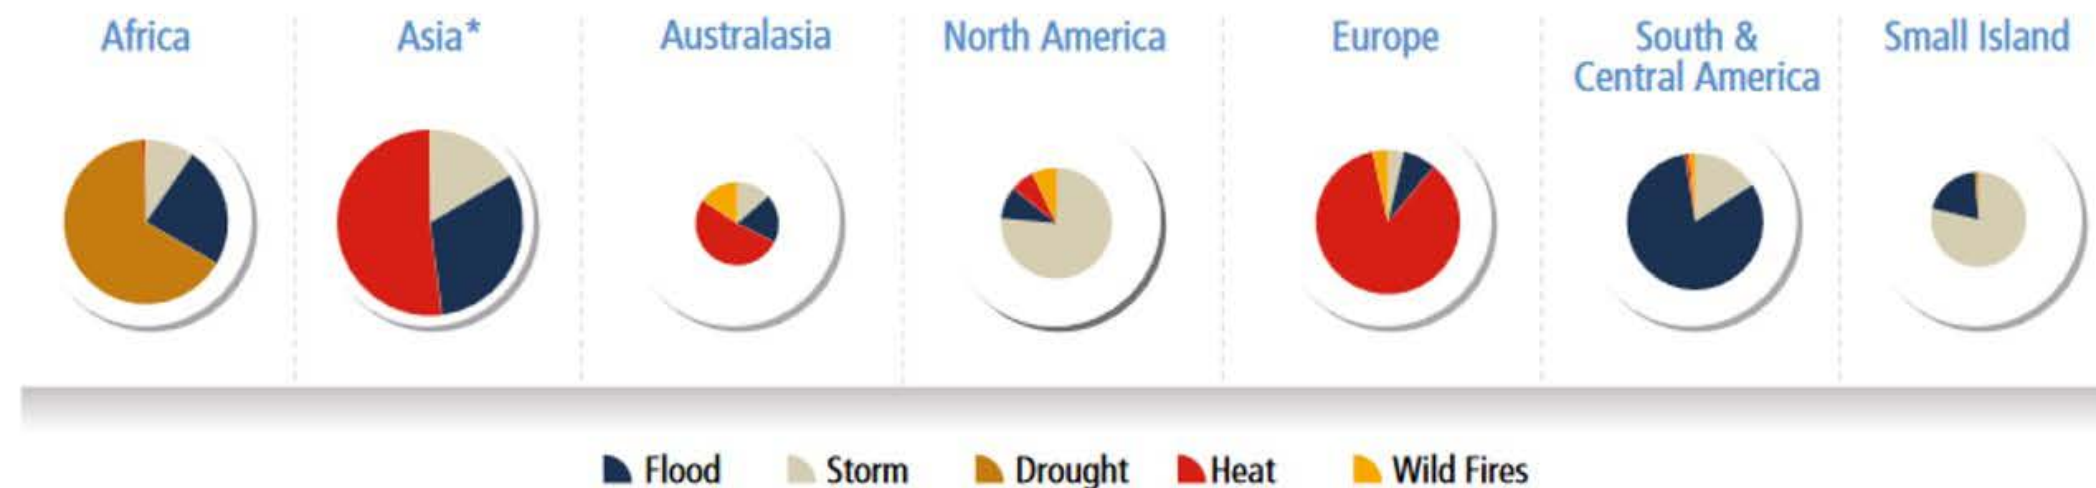 Africa
Asia*
Australasia
North America
Europe
South &
Central America
Small Island
Flood
Storm
Drought
Heat
Wild Fires